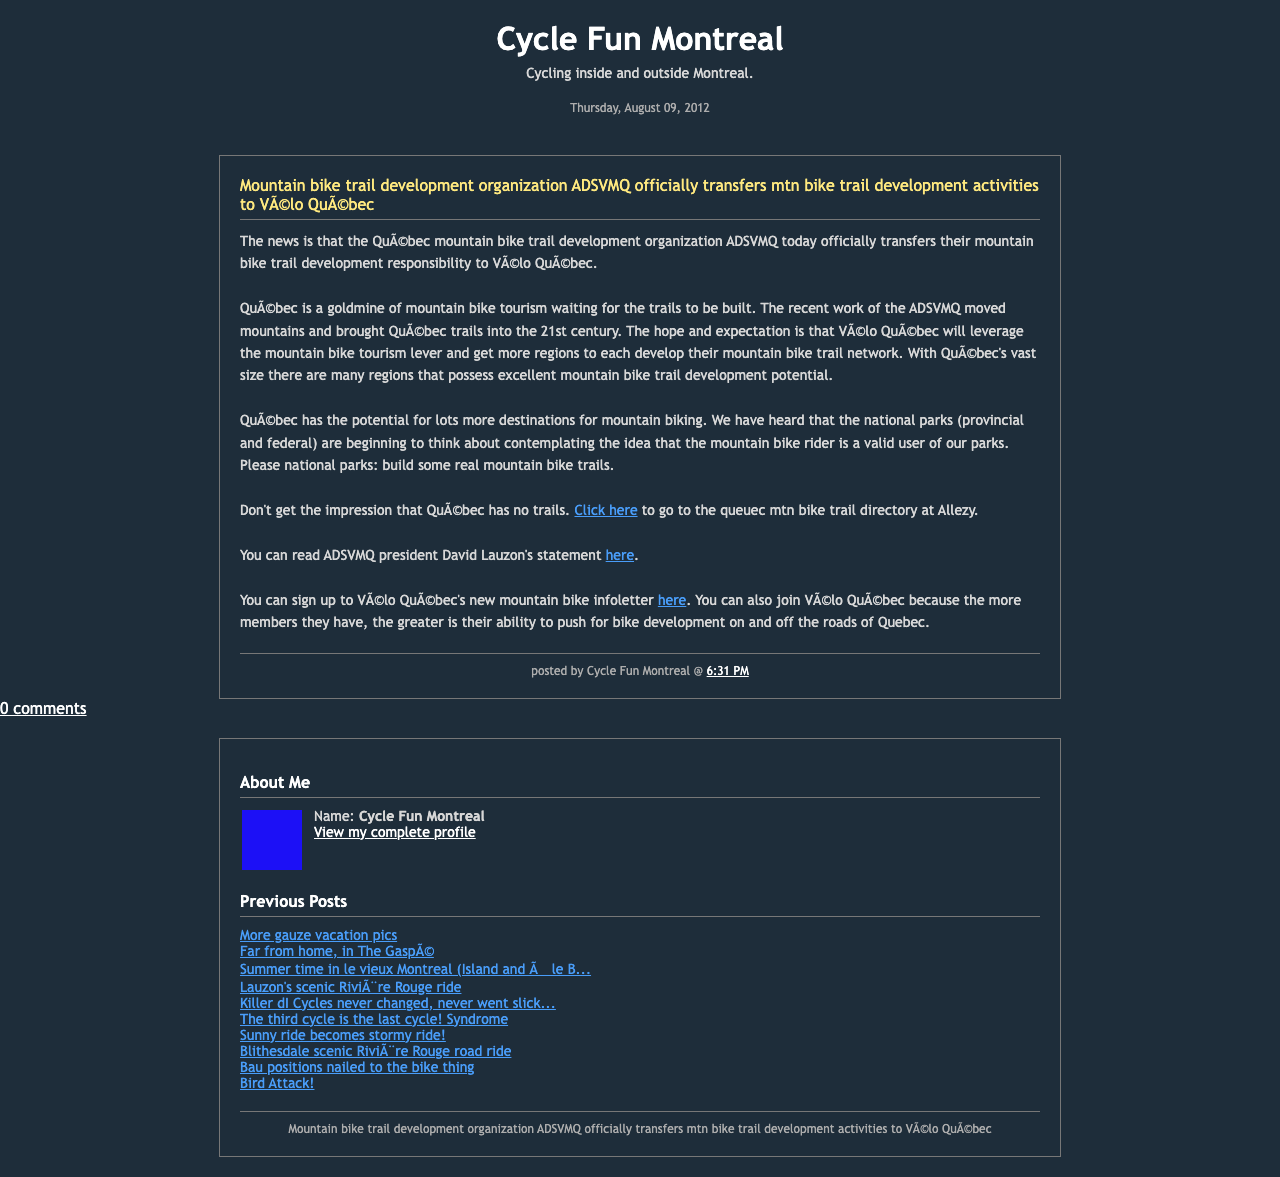 Cycle Fun Montreal
Cycling inside and outside Montreal.
Thursday, August 09, 2012
Mountain bike trail development organization ADSVMQ officially transfers mtn bike trail development activities
to VÃ©lo QuÃ©bec
The news is that the QuÃ©bec mountain bike trail development organization ADSVMQ today officially transfers their mountain
bike trail development responsibility to VÃ©lo QuÃ©bec.
QuÃ©bec is a goldmine of mountain bike tourism waiting for the trails to be built. The recent work of the ADSVMQ moved
mountains and brought QuÃ©bec trails into the 21st century. The hope and expectation is that VÃ©lo QuÃ©bec will leverage
the mountain bike tourism lever and get more regions to each develop their mountain bike trail network. With QuÃ©bec's vast
size there are many regions that possess excellent mountain bike trail development potential.
QuÃ©bec has the potential for lots more destinations for mountain biking. We have heard that the national parks (provincial
and federal) are beginning to think about contemplating the idea that the mountain bike rider is a valid user of our parks.
Please national parks: build some real mountain bike trails.
Don't get the impression that QuÃ©bec has no trails. Click here to go to the queuec mtn bike trail directory at Allezy.
You can read ADSVMQ president David Lauzon's statement here.
You can sign up to VÃ©lo QuÃ©bec's new mountain bike infoletter here. You can also join VÃ©lo QuÃ©bec because the more
members they have, the greater is their ability to push for bike development on and off the roads of Quebec.
posted by Cycle Fun Montreal @ 6:31 PM
0 comments
About Me
Name: Cycle Fun Montreal
View my complete profile
Previous Posts
More gauze vacation pics
Far from home, in The GaspÃ©
Summer time in le vieux Montreal (Island and Ã le B...
Lauzon's scenic RiviÃ¨re Rouge ride
Killer dI Cycles never changed, never went slick...
The third cycle is the last cycle! Syndrome
Sunny ride becomes stormy ride!
Blithesdale scenic RiviÃ¨re Rouge road ride
Bau positions nailed to the bike thing
Bird Attack!
Mountain bike trail development organization ADSVMQ officially transfers mtn bike trail development activities to VÃ©lo QuÃ©bec